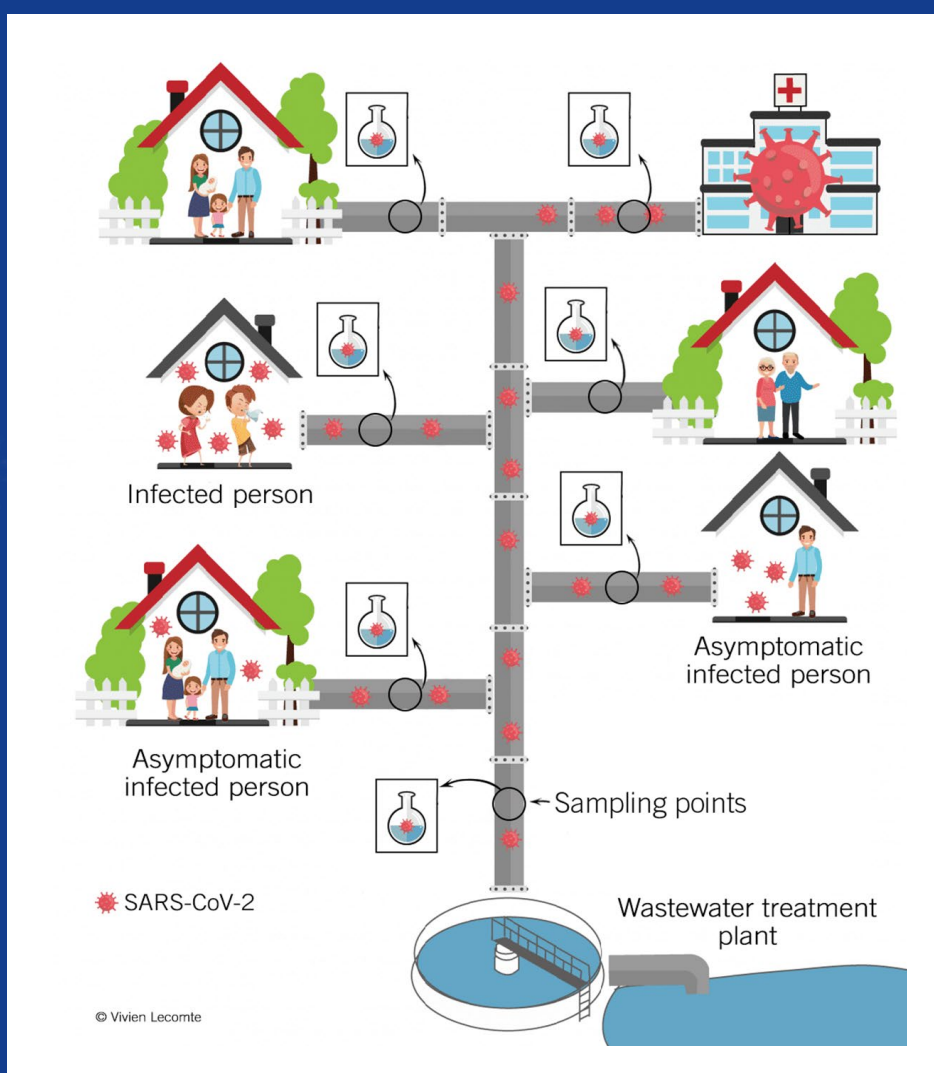 Infected person
Asymptomatic
infected person
Asymptomatic
infected person
Sampling points
SARS-CoV-2
Wastewater treatment
plant
© Vivien Lecomte